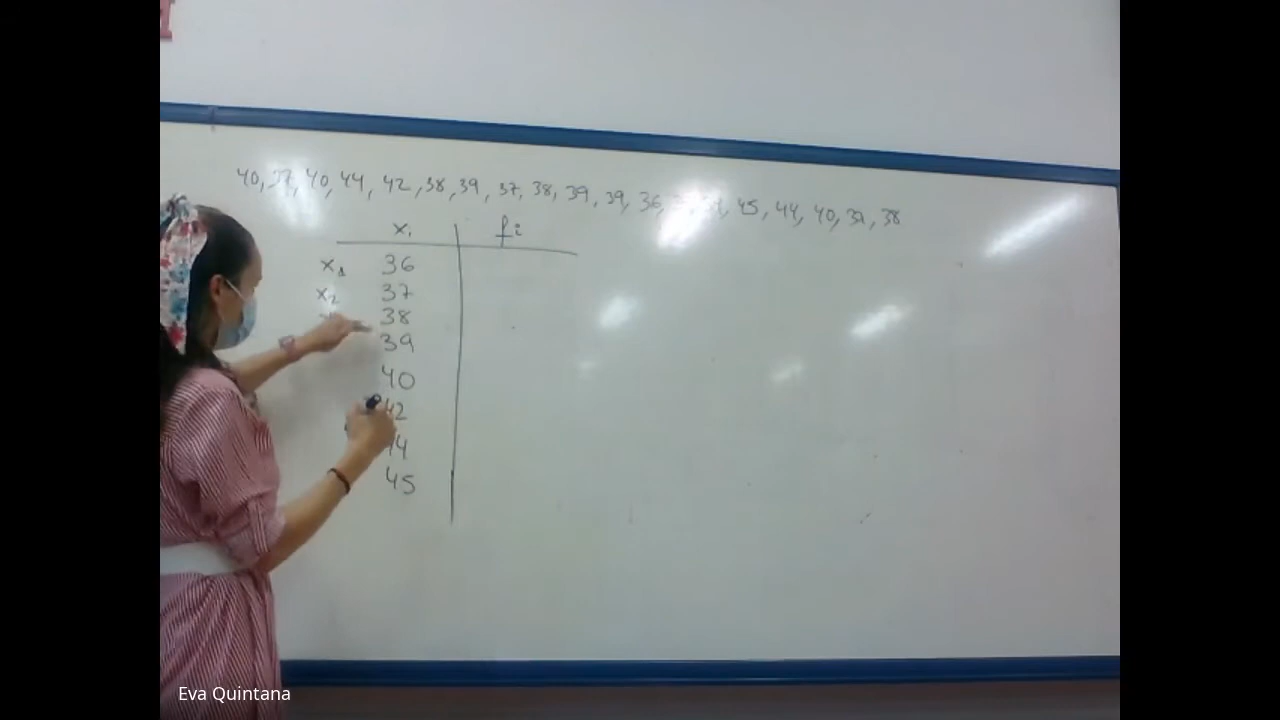 40, 37, 40, 44, 42, 38, 39, 37, 38, 39, 39, 36, 45, 44, 40, 37, 38
xi fi
x1 36
x2 37
38
39
40
42
44
45
Eva Quintana